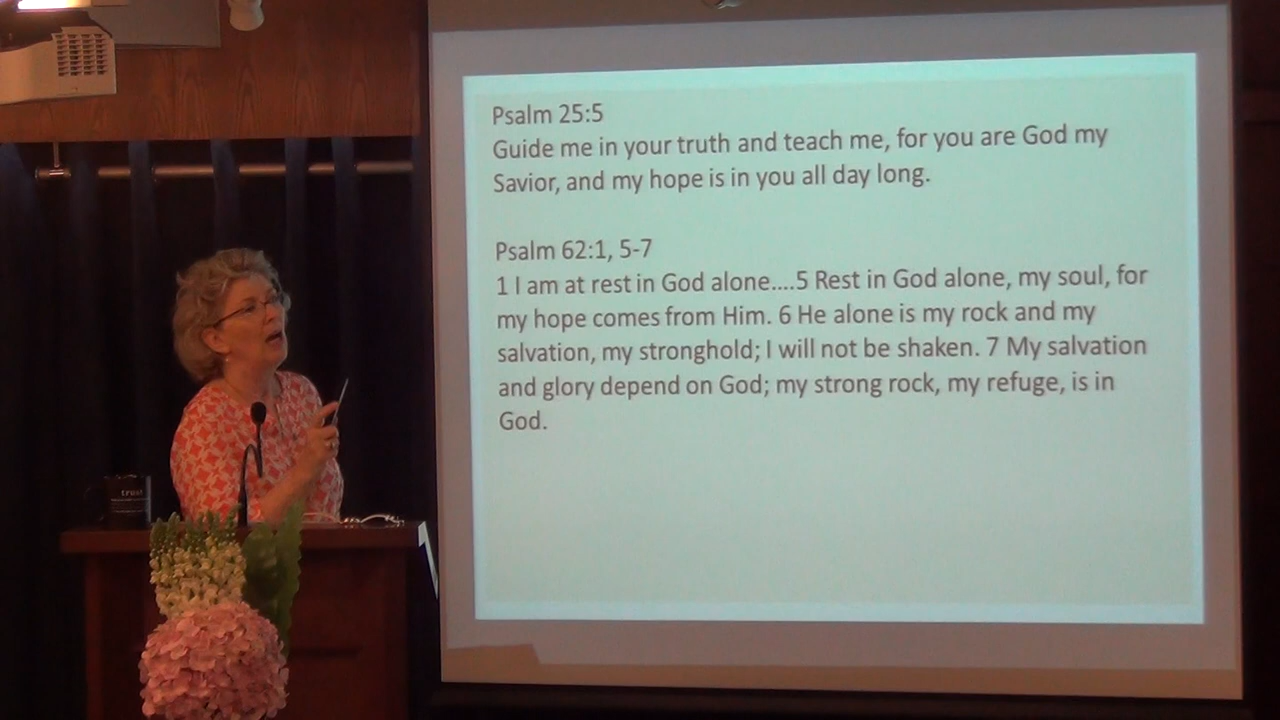 Psalm 25:5
Guide me in your truth and teach me, for you are God my
Savior, and my hope is in you all day long.
Psalm 62:1, 5-7
1 I am at rest in God alone....5 Rest in God alone, my soul, for
my hope comes from Him. 6 He alone is my rock and my
salvation, my stronghold; I will not be shaken. 7 My salvation
and glory depend on God; my strong rock, my refuge, is in
God.
trust